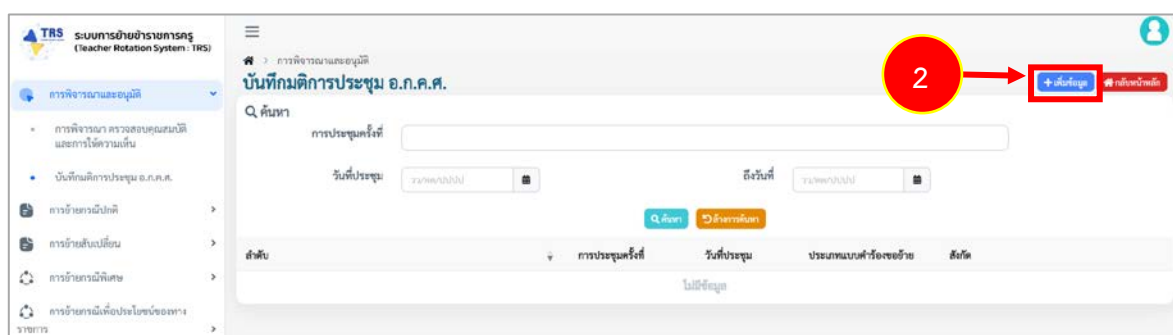 TRS ระบบการย้ายข้าราชการครู
(Teacher Rotation System : TRS)
การพิจารณาและอนุมัติ
การพิจารณา ตรวจสอบคุณสมบัติ
และการให้ความเห็น
บันทึกมติการประชุม อ.ก.ค.ศ.
การย้ายกรณีปกติ
การย้ายสับเปลี่ยน
การย้ายกรณีพิเศษ
การย้ายกรณีเพื่อประโยชน์ของทาง
ราชการ
การพิจารณาและอนุมัติ
บันทึกมติการประชุม อ.ก.ค.ศ.
2
+ เพิ่มข้อมูล กลับหน้าหลัก
ค้นหา
การประชุมครั้งที่
วันที่ประชุม วว/ดด/ปปปป ถึงวันที่ วว/ดด/ปปปป
ค้นหา ล้างการค้นหา
ลำดับ การประชุมครั้งที่ วันที่ประชุม ประเภทแบบคำร้องขอย้าย สังกัด
ไม่มีข้อมูล